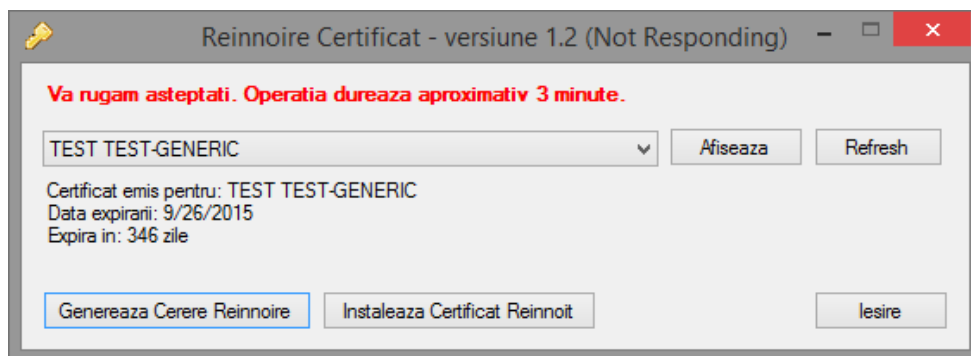 Reinnoire Certificat - versiune 1.2 (Not Responding)
Va rugam asteptati. Operatia dureaza aproximativ 3 minute.
TEST TEST-GENERIC Afiseaza Refresh
Certificat emis pentru: TEST TEST-GENERIC
Data expirarii: 9/26/2015
Expira in: 346 zile
Genereaza Cerere Reinnoire Instaleaza Certificat Reinnoit Iesire